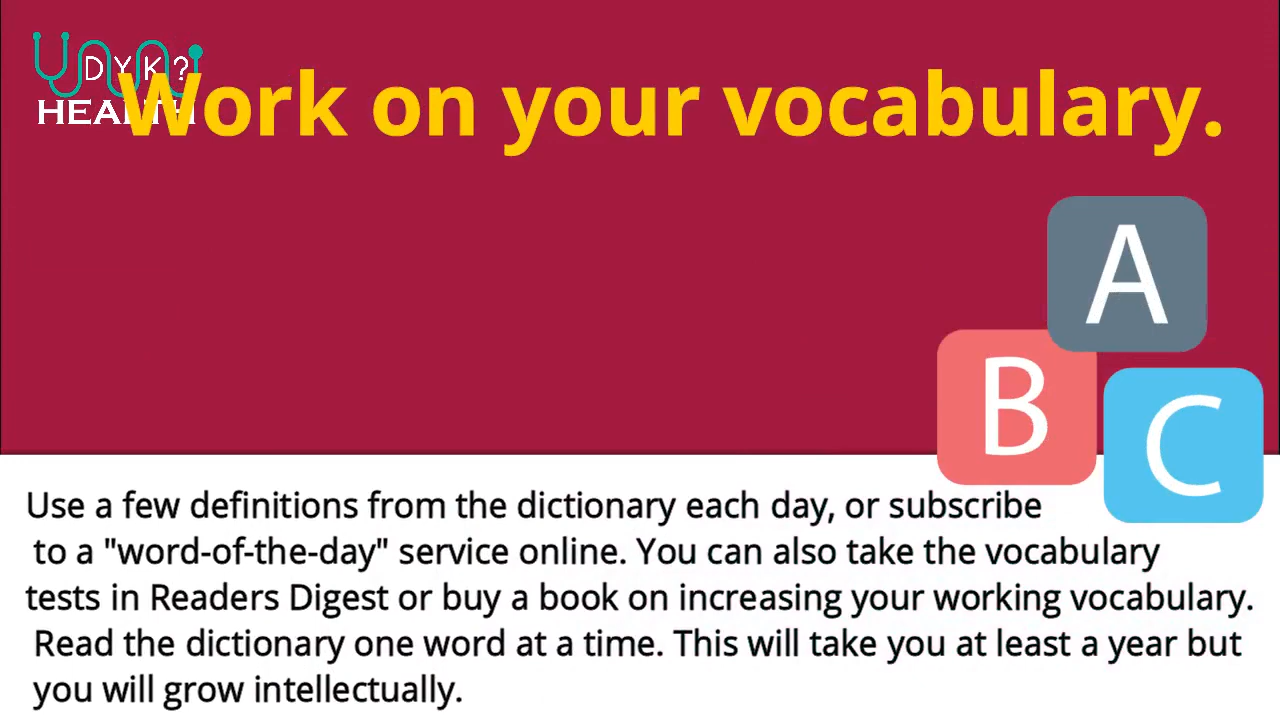 DYK?
HEALTH
Work on your vocabulary.
A
B
C
Use a few definitions from the dictionary each day, or subscribe
to a "word-of-the-day" service online. You can also take the vocabulary
tests in Readers Digest or buy a book on increasing your working vocabulary.
Read the dictionary one word at a time. This will take you at least a year but
you will grow intellectually.